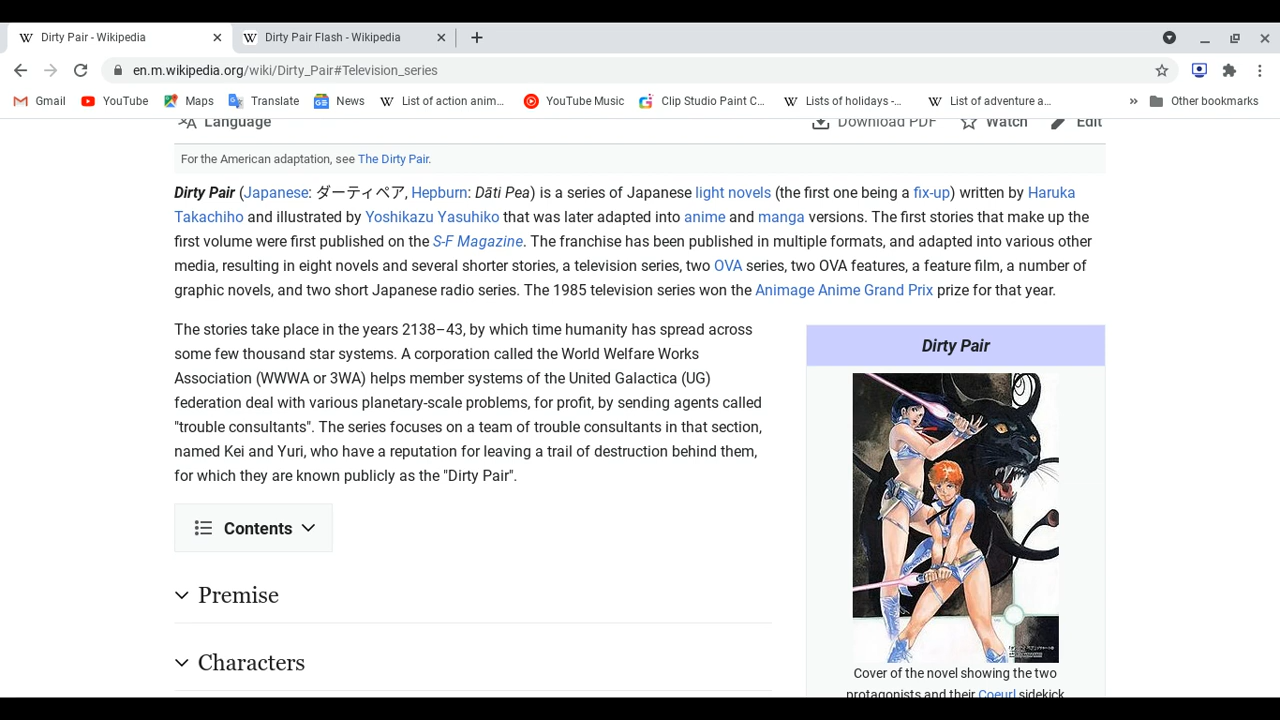 Dirty Pair - Wikipedia
Dirty Pair Flash - Wikipedia
en.m.wikipedia.org/wiki/Dirty_Pair#Television_series
Gmail YouTube Maps Translate News List of action anim... YouTube Music Clip Studio Paint C... Lists of holidays -... List of adventure a... » Other bookmarks
Language Download PDF Watch Edit
For the American adaptation, see The Dirty Pair.
Dirty Pair (Japanese: ダーティペア, Hepburn: Dāti Pea) is a series of Japanese light novels (the first one being a fix-up) written by Haruka
Takachiho and illustrated by Yoshikazu Yasuhiko that was later adapted into anime and manga versions. The first stories that make up the
first volume were first published on the S-F Magazine. The franchise has been published in multiple formats, and adapted into various other
media, resulting in eight novels and several shorter stories, a television series, two OVA series, two OVA features, a feature film, a number of
graphic novels, and two short Japanese radio series. The 1985 television series won the Animage Anime Grand Prix prize for that year.
The stories take place in the years 2138–43, by which time humanity has spread across
some few thousand star systems. A corporation called the World Welfare Works
Association (WWWA or 3WA) helps member systems of the United Galactica (UG)
federation deal with various planetary-scale problems, for profit, by sending agents called
"trouble consultants". The series focuses on a team of trouble consultants in that section,
named Kei and Yuri, who have a reputation for leaving a trail of destruction behind them,
for which they are known publicly as the "Dirty Pair".
Contents
Premise
Characters
Dirty Pair
Cover of the novel showing the two
protagonists and their Coeurl sidekick